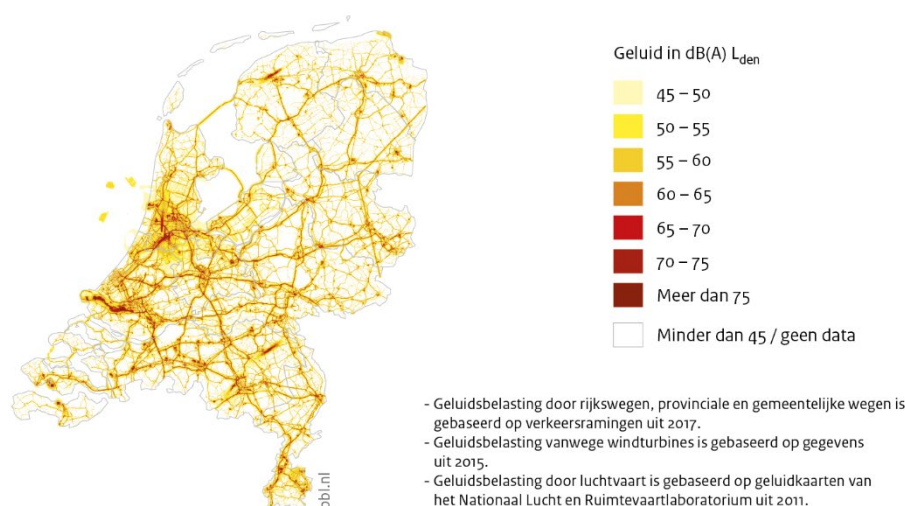 Geluid in dB(A) Lden
45 – 50
50 – 55
55 – 60
60 – 65
65 – 70
70 – 75
Meer dan 75
Minder dan 45 / geen data
- Geluidsbelasting door rijkswegen, provinciale en gemeentelijke wegen is
gebaseerd op verkeersramingen uit 2017.
- Geluidsbelasting vanwege windturbines is gebaseerd op gegevens
uit 2015.
- Geluidsbelasting door luchtvaart is gebaseerd op geluidkaarten van
het Nationaal Lucht en Ruimtevaartlaboratorium uit 2011.
pbl.nl